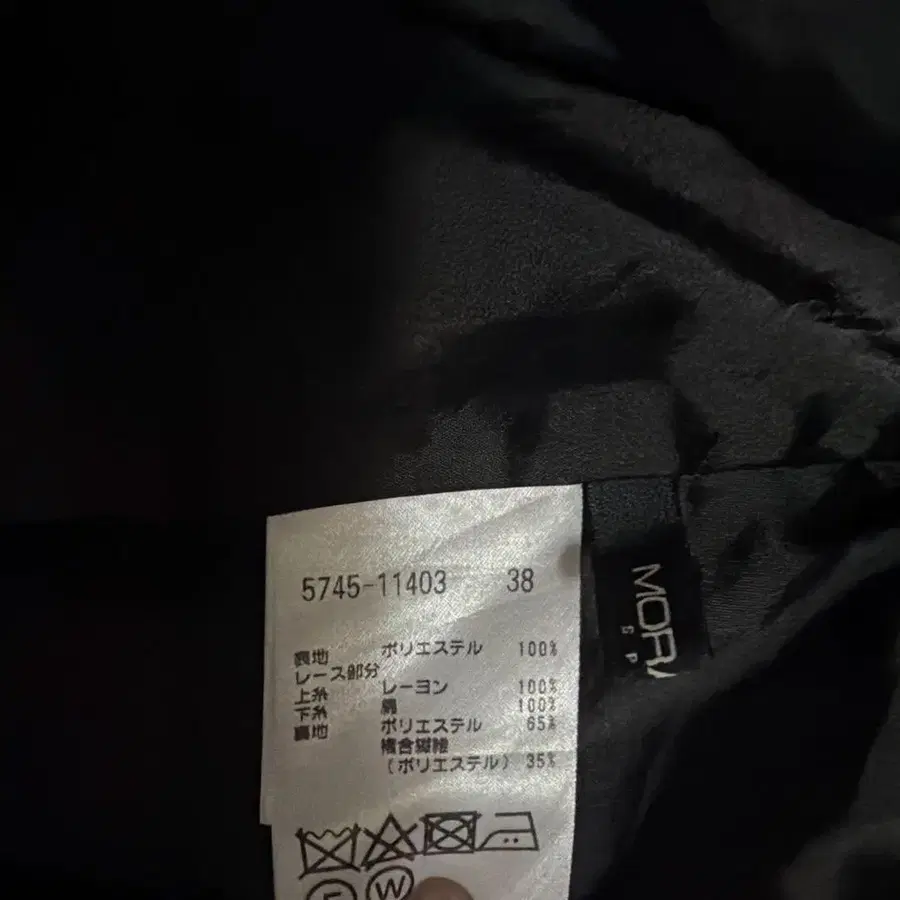 5745-11403 38
表地 ポリエステル 100%
レース部分
上糸 レーヨン 100%
下糸 綿 100%
裏地 ポリエステル 65%
複合繊維
(ポリエステル) 35%
W
MOR
S P